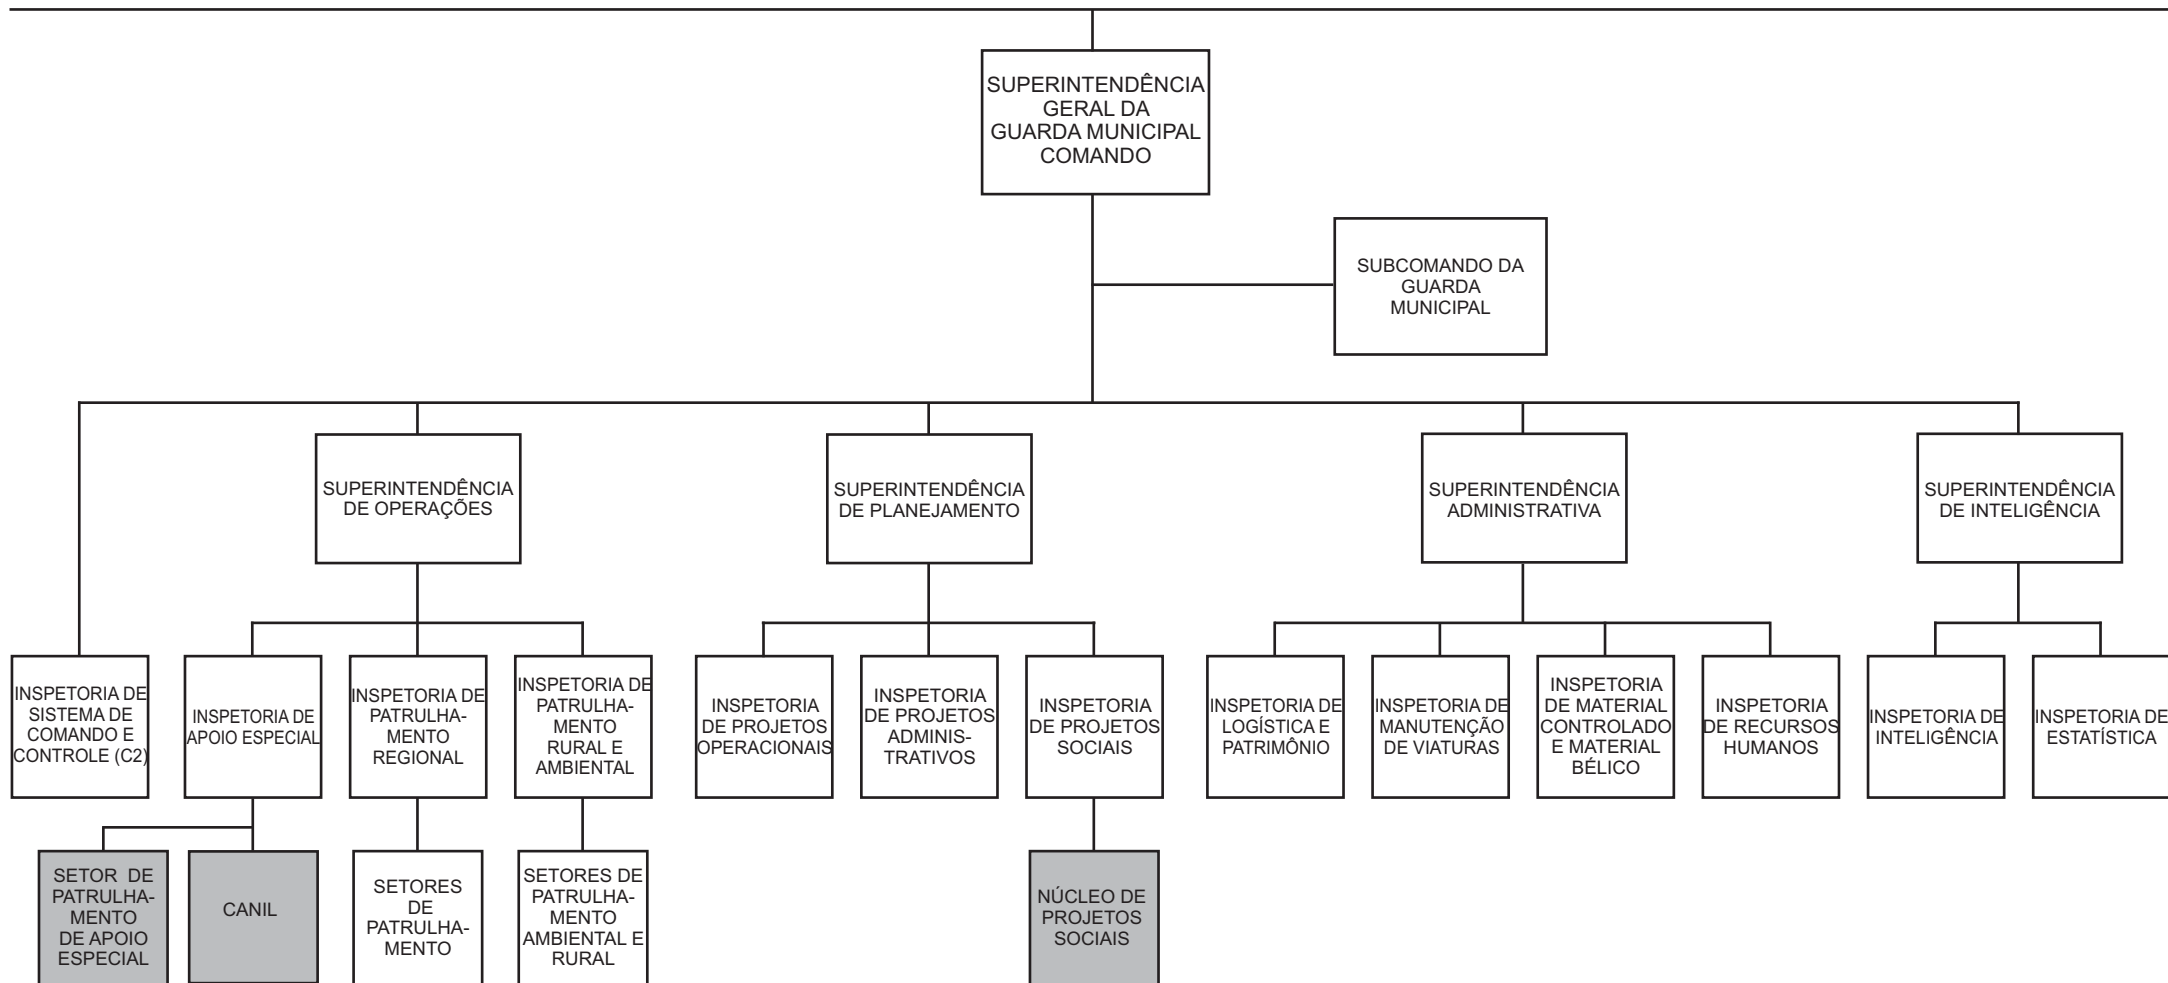 SUPERINTENDÊNCIA
GERAL DA
GUARDA MUNICIPAL
COMANDO
SUBCOMANDO DA
GUARDA
MUNICIPAL
SUPERINTENDÊNCIA
DE OPERAÇÕES
SUPERINTENDÊNCIA
DE PLANEJAMENTO
SUPERINTENDÊNCIA
ADMINISTRATIVA
SUPERINTENDÊNCIA
DE INTELIGÊNCIA
INSPETORIA DE
SISTEMA DE
COMANDO E
CONTROLE (C2)
INSPETORIA DE
APOIO ESPECIAL
INSPETORIA DE
PATRULHA-
MENTO
REGIONAL
INSPETORIA DE
PATRULHA-
MENTO
RURAL E
AMBIENTAL
INSPETORIA
DE PROJETOS
OPERACIONAIS
INSPETORIA
DE PROJETOS
ADMINIS-
TRATIVOS
INSPETORIA
DE PROJETOS
SOCIAIS
INSPETORIA DE
LOGÍSTICA E
PATRIMÔNIO
INSPETORIA DE
MANUTENÇÃO
DE VIATURAS
INSPETORIA
DE MATERIAL
CONTROLADO
E MATERIAL
BÉLICO
INSPETORIA
DE RECURSOS
HUMANOS
INSPETORIA DE
INTELIGÊNCIA
INSPETORIA DE
ESTATÍSTICA
SETOR DE
PATRULHA-
MENTO
DE APOIO
ESPECIAL
CANIL
SETORES
DE
PATRULHA-
MENTO
SETORES DE
PATRULHA-
MENTO
AMBIENTAL E
RURAL
NÚCLEO DE
PROJETOS
SOCIAIS